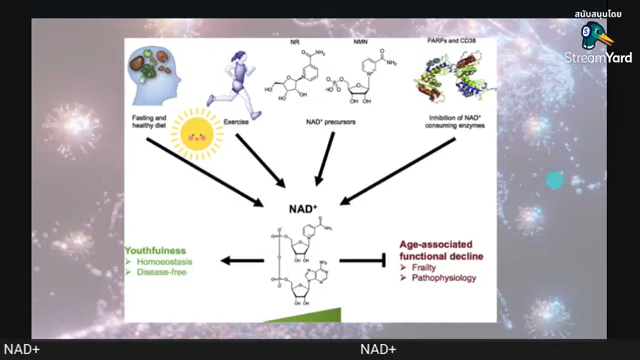 สนับสนุนโดย
StreamYard
NR
NMN
PARPs and CD38
Fasting and
healthy diet
Exercise
NAD⁺ precursors
Inhibition of NAD⁺
consuming enzymes
NAD⁺
Youthfulness
Homoeostasis
Disease-free
Age-associated
functional decline
Frailty
Pathophysiology
NAD+
NAD+